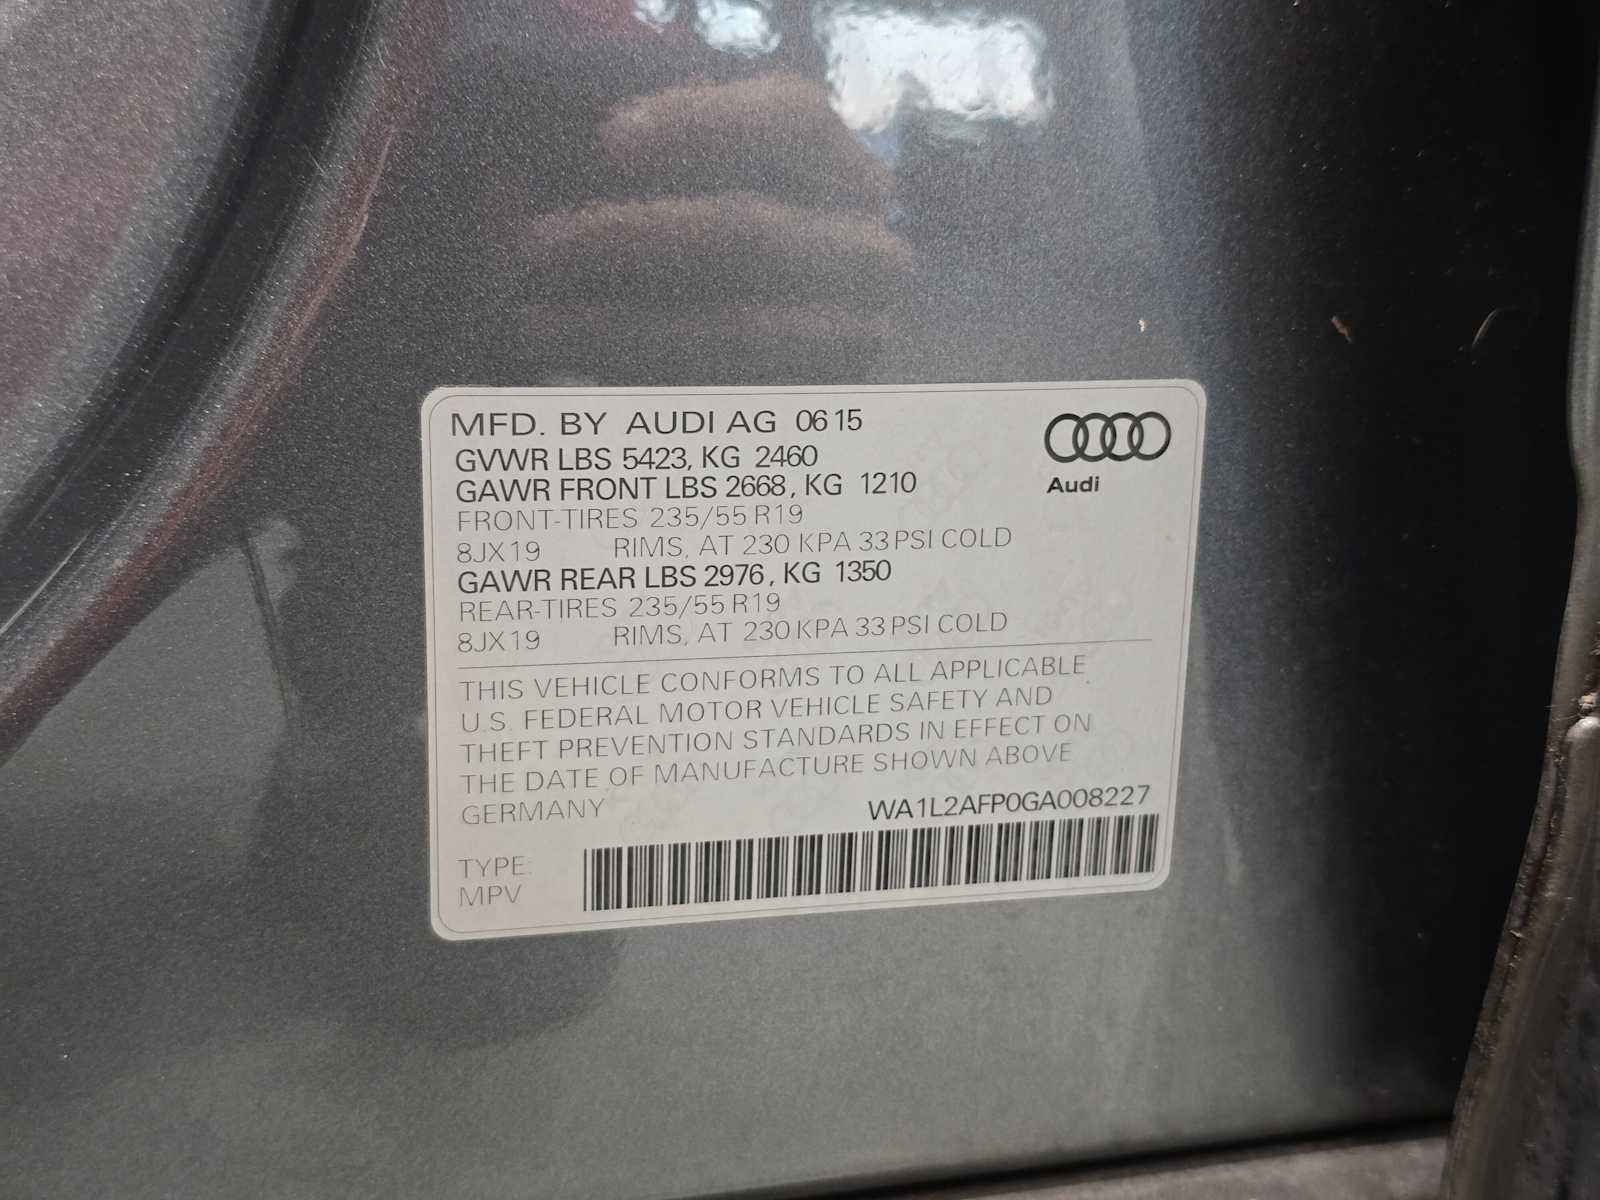 MFD. BY AUDI AG 06 15
GVWR LBS 5423, KG 2460
GAWR FRONT LBS 2668, KG 1210
FRONT-TIRES 235/55 R19
8JX19 RIMS, AT 230 KPA 33 PSI COLD
GAWR REAR LBS 2976, KG 1350
REAR-TIRES 235/55 R19
8JX19 RIMS, AT 230 KPA 33 PSI COLD
Audi
THIS VEHICLE CONFORMS TO ALL APPLICABLE
U.S. FEDERAL MOTOR VEHICLE SAFETY AND
THEFT PREVENTION STANDARDS IN EFFECT ON
THE DATE OF MANUFACTURE SHOWN ABOVE
GERMANY WA1L2AFP0GA008227
TYPE:
MPV